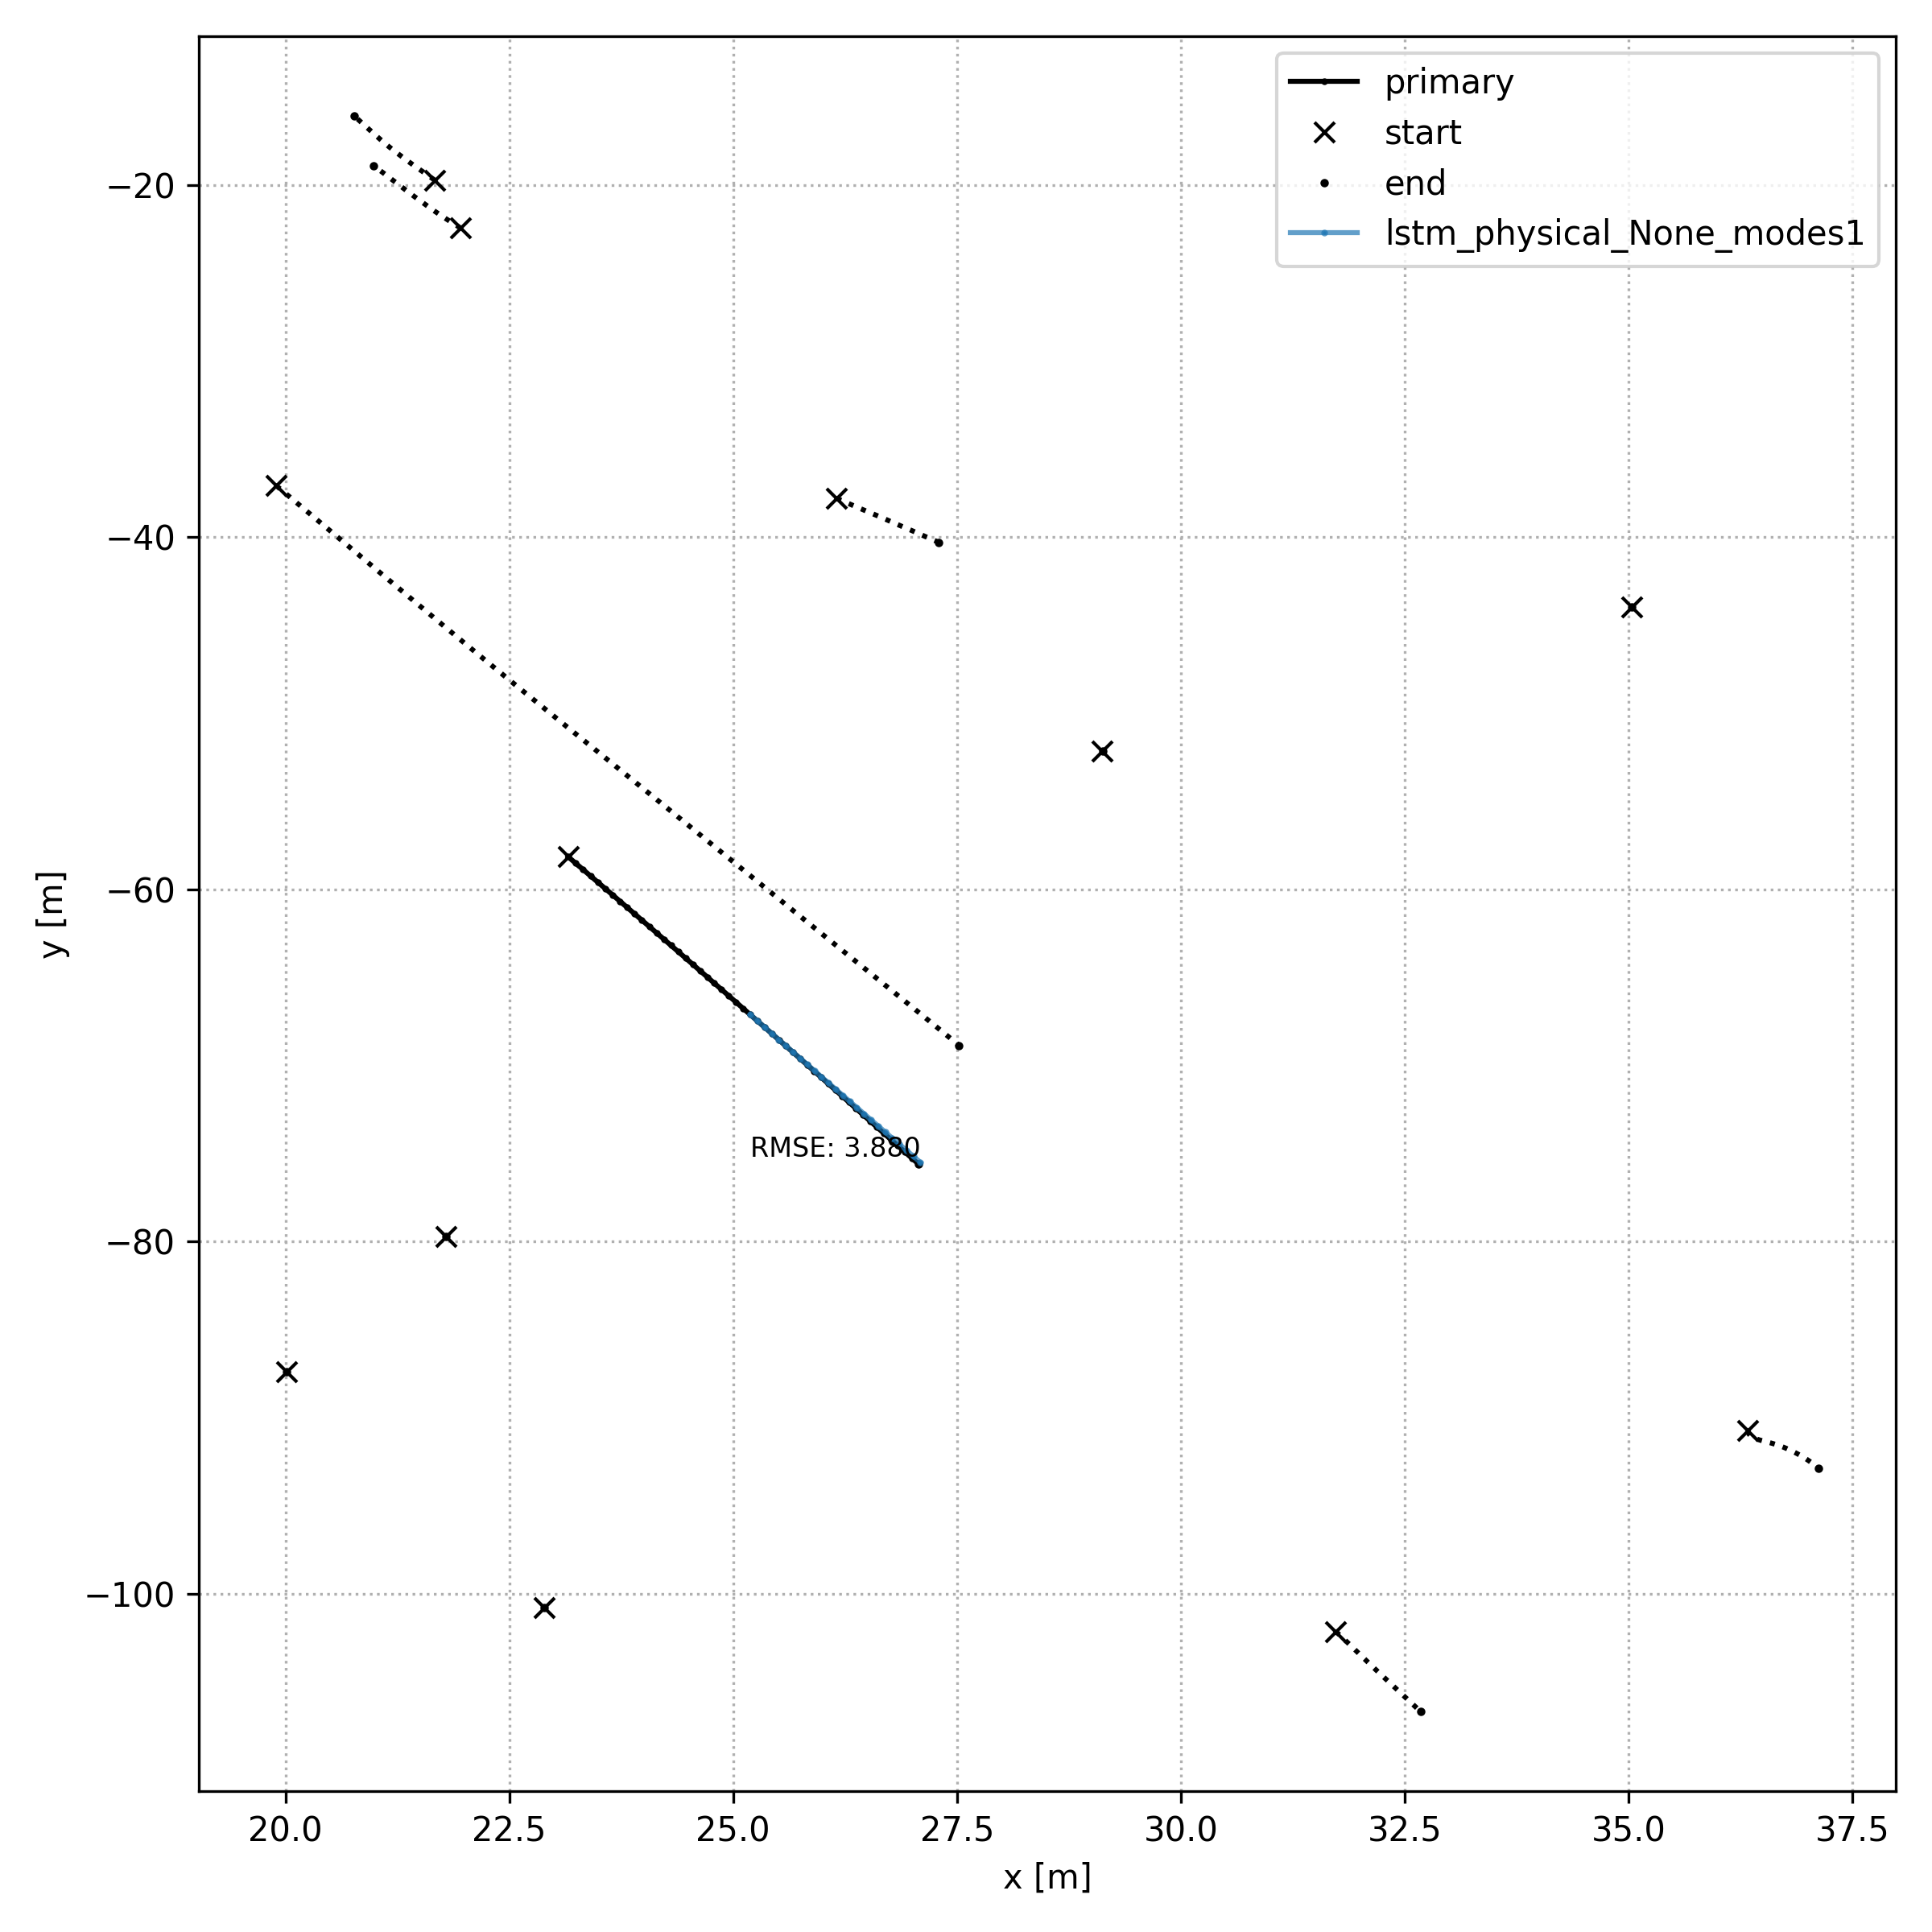 primary
start
end
lstm_physical_None_modes1
−20
−40
−60
−80
−100
y [m]
RMSE: 3.880
20.0 22.5 25.0 27.5 30.0 32.5 35.0 37.5
x [m]